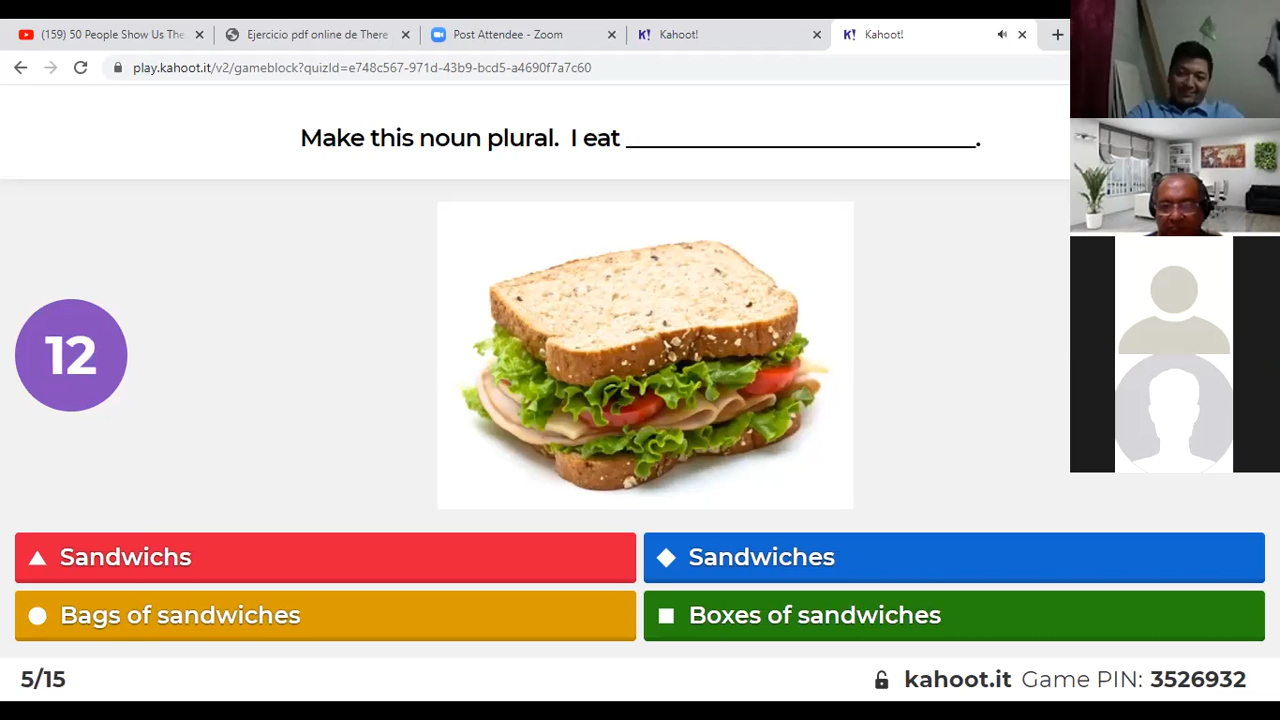 (159) 50 People Show Us The
Ejercicio pdf online de There
Post Attendee - Zoom
K! Kahoot!
K! Kahoot!
play.kahoot.it/v2/gameblock?quizId=e748c567-971d-43b9-bcd5-a4690f7a7c60
Make this noun plural. I eat ____________________________.
12
Sandwichs
Sandwiches
Bags of sandwiches
Boxes of sandwiches
5/15
kahoot.it Game PIN: 3526932